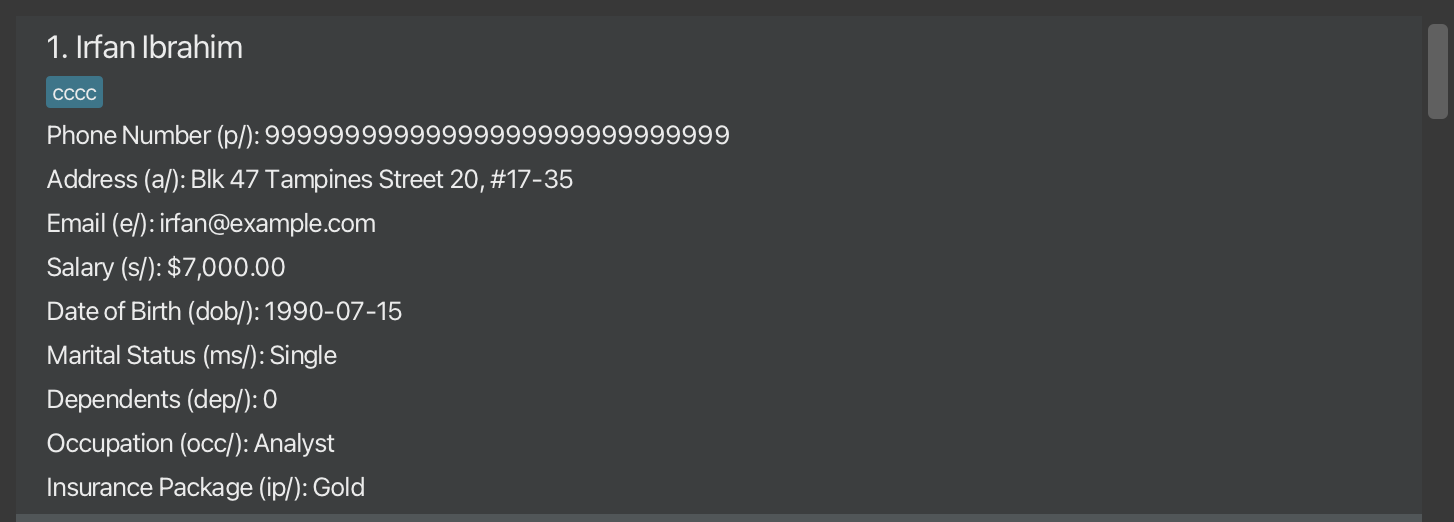 1. Irfan Ibrahim
cccc
Phone Number (p/): 99999999999999999999999999999
Address (a/): Blk 47 Tampines Street 20, #17-35
Email (e/): irfan@example.com
Salary (s/): $7,000.00
Date of Birth (dob/): 1990-07-15
Marital Status (ms/): Single
Dependents (dep/): 0
Occupation (occ/): Analyst
Insurance Package (ip/): Gold